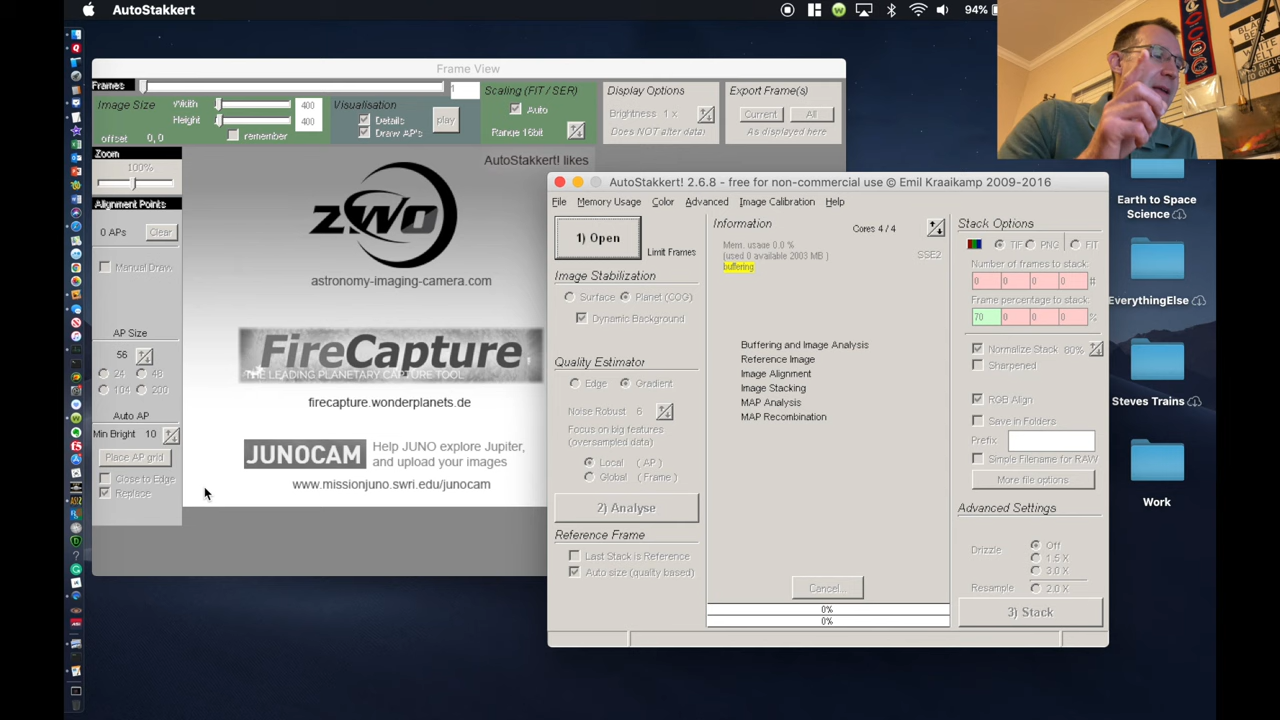 AutoStakkert
94%
Frame View
Frames
1
Image Size
Width
400
Height
400
offset 0, 0
remember
Visualisation
Details
Draw AP's
play
Scaling (FIT / SER)
Auto
Range 16bit
Display Options
Brightness 1 x
Does NOT alter data)
Export Frame(s)
Current
All
As displayed here
Zoom
100%
Alignment Points
0 APs
Clear
Manual Draw
AP Size
56
24
48
104
200
Auto AP
Min Bright 10
Place AP grid
Close to Edge
Replace
AutoStakkert! likes
ZWO
astronomy-imaging-camera.com
FireCapture
THE LEADING PLANETARY CAPTURE TOOL
firecapture.wonderplanets.de
JUNOCAM
Help JUNO explore Jupiter,
and upload your images
www.missionjuno.swri.edu/junocam
AutoStakkert! 2.6.8 - free for non-commercial use © Emil Kraaikamp 2009-2016
File Memory Usage Color Advanced Image Calibration Help
1) Open
Limit Frames
Image Stabilization
Surface
Planet (COG)
Dynamic Background
Quality Estimator
Edge
Gradient
Noise Robust 6
Focus on big features
(oversampled data)
Local ( AP )
Global ( Frame )
2) Analyse
Reference Frame
Last Stack is Reference
Auto size (quality based)
Information
Cores 4 / 4
Mem. usage 0.0 %
(used 0 available 2003 MB )
SSE2
buffering
Buffering and Image Analysis
Reference Image
Image Alignment
Image Stacking
MAP Analysis
MAP Recombination
Cancel...
0%
0%
Stack Options
TIF
PNG
FIT
Number of frames to stack:
0 0 0 0 #
Frame percentage to stack:
70 0 0 0 %
Normalize Stack 80%
Sharpened
RGB Align
Save in Folders
Prefix
Simple Filename for RAW
More file options
Advanced Settings
Drizzle
Off
1.5 X
3.0 X
Resample
2.0 X
3) Stack
Earth to Space
Science
EverythingElse
Steves Trains
Work